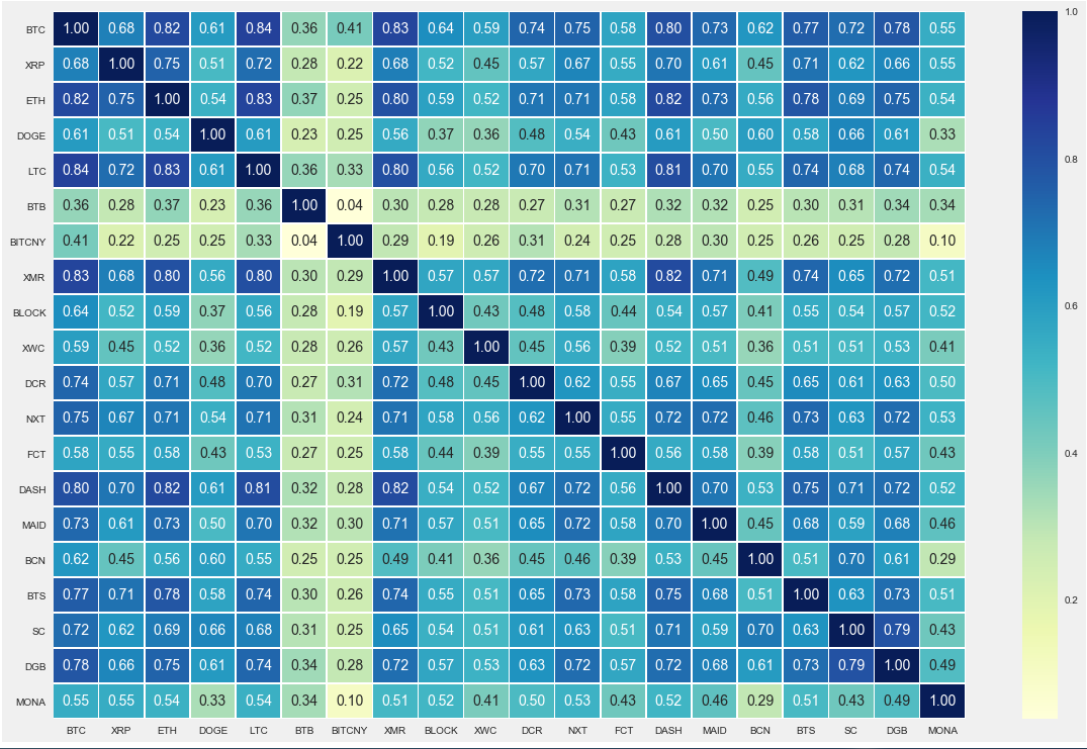 BTC 1.00 0.68 0.82 0.61 0.84 0.36 0.41 0.83 0.64 0.59 0.74 0.75 0.58 0.80 0.73 0.62 0.77 0.72 0.78 0.55 1.0
XRP 0.68 1.00 0.75 0.51 0.72 0.28 0.22 0.68 0.52 0.45 0.57 0.67 0.55 0.70 0.61 0.45 0.71 0.62 0.66 0.55
ETH 0.82 0.75 1.00 0.54 0.83 0.37 0.25 0.80 0.59 0.52 0.71 0.71 0.58 0.82 0.73 0.56 0.78 0.69 0.75 0.54
DOGE 0.61 0.51 0.54 1.00 0.61 0.23 0.25 0.56 0.37 0.36 0.48 0.54 0.43 0.61 0.50 0.60 0.58 0.66 0.61 0.33
LTC 0.84 0.72 0.83 0.61 1.00 0.36 0.33 0.80 0.56 0.52 0.70 0.71 0.53 0.81 0.70 0.55 0.74 0.68 0.74 0.54 0.8
BTB 0.36 0.28 0.37 0.23 0.36 1.00 0.04 0.30 0.28 0.28 0.27 0.31 0.27 0.32 0.32 0.25 0.30 0.31 0.34 0.34
BITCNY 0.41 0.22 0.25 0.25 0.33 0.04 1.00 0.29 0.19 0.26 0.31 0.24 0.25 0.28 0.30 0.25 0.26 0.25 0.28 0.10
XMR 0.83 0.68 0.80 0.56 0.80 0.30 0.29 1.00 0.57 0.57 0.72 0.71 0.58 0.82 0.71 0.49 0.74 0.65 0.72 0.51
BLOCK 0.64 0.52 0.59 0.37 0.56 0.28 0.19 0.57 1.00 0.43 0.48 0.58 0.44 0.54 0.57 0.41 0.55 0.54 0.57 0.52 0.6
XWC 0.59 0.45 0.52 0.36 0.52 0.28 0.26 0.57 0.43 1.00 0.45 0.56 0.39 0.52 0.51 0.36 0.51 0.51 0.53 0.41
DCR 0.74 0.57 0.71 0.48 0.70 0.27 0.31 0.72 0.48 0.45 1.00 0.62 0.55 0.67 0.65 0.45 0.65 0.61 0.63 0.50
NXT 0.75 0.67 0.71 0.54 0.71 0.31 0.24 0.71 0.58 0.56 0.62 1.00 0.55 0.72 0.72 0.46 0.73 0.63 0.72 0.53
FCT 0.58 0.55 0.58 0.43 0.53 0.27 0.25 0.58 0.44 0.39 0.55 0.55 1.00 0.56 0.58 0.39 0.58 0.51 0.57 0.43 0.4
DASH 0.80 0.70 0.82 0.61 0.81 0.32 0.28 0.82 0.54 0.52 0.67 0.72 0.56 1.00 0.70 0.53 0.75 0.71 0.72 0.52
MAID 0.73 0.61 0.73 0.50 0.70 0.32 0.30 0.71 0.57 0.51 0.65 0.72 0.58 0.70 1.00 0.45 0.68 0.59 0.68 0.46
BCN 0.62 0.45 0.56 0.60 0.55 0.25 0.25 0.49 0.41 0.36 0.45 0.46 0.39 0.53 0.45 1.00 0.51 0.70 0.61 0.29
BTS 0.77 0.71 0.78 0.58 0.74 0.30 0.26 0.74 0.55 0.51 0.65 0.73 0.58 0.75 0.68 0.51 1.00 0.63 0.73 0.51 0.2
SC 0.72 0.62 0.69 0.66 0.68 0.31 0.25 0.65 0.54 0.51 0.61 0.63 0.51 0.71 0.59 0.70 0.63 1.00 0.79 0.43
DGB 0.78 0.66 0.75 0.61 0.74 0.34 0.28 0.72 0.57 0.53 0.63 0.72 0.57 0.72 0.68 0.61 0.73 0.79 1.00 0.49
MONA 0.55 0.55 0.54 0.33 0.54 0.34 0.10 0.51 0.52 0.41 0.50 0.53 0.43 0.52 0.46 0.29 0.51 0.43 0.49 1.00
BTC XRP ETH DOGE LTC BTB BITCNY XMR BLOCK XWC DCR NXT FCT DASH MAID BCN BTS SC DGB MONA